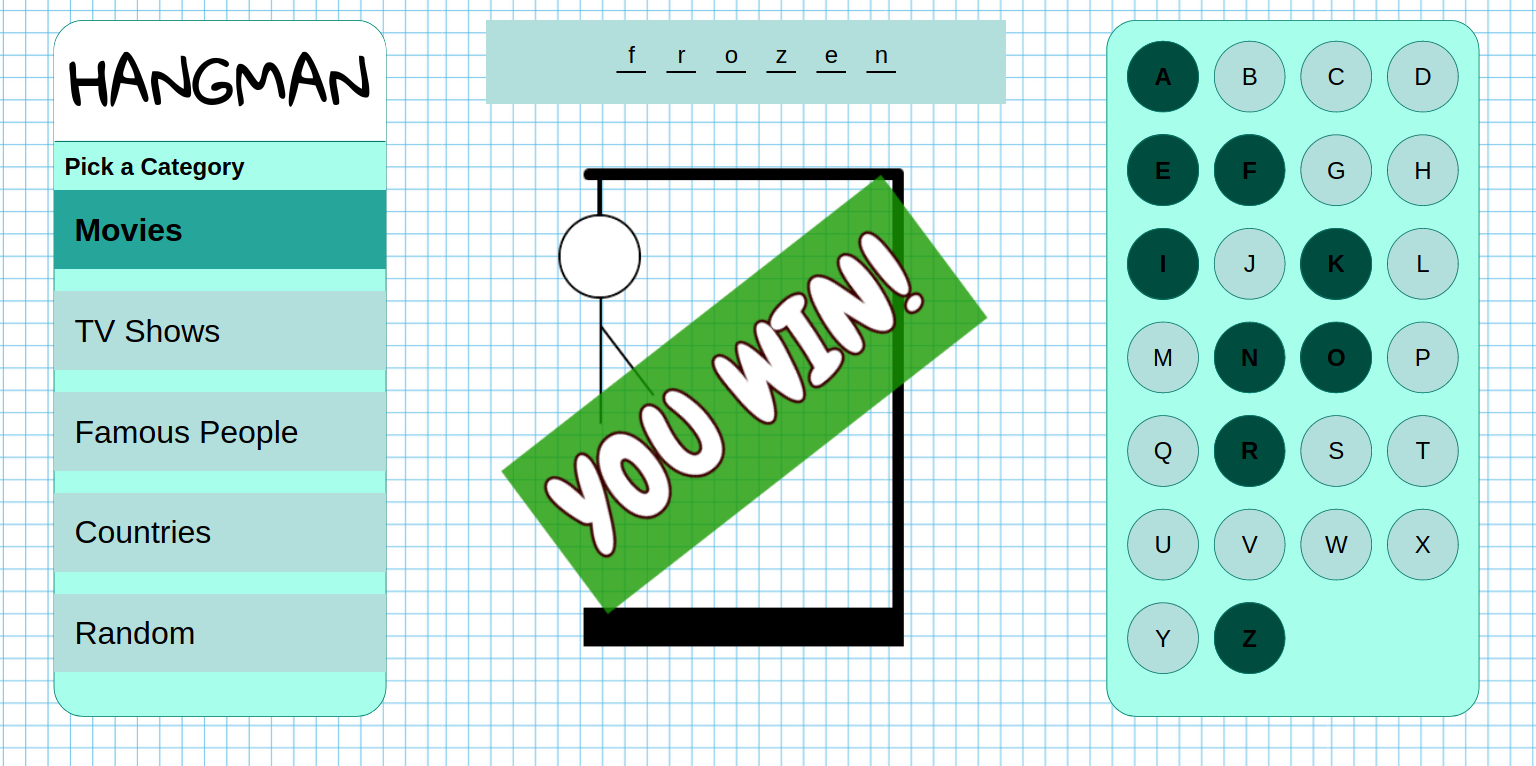 HANGMAN
Pick a Category
Movies
TV Shows
Famous People
Countries
Random
f r o z e n
YOU WIN!
A B C D
E F G H
I J K L
M N O P
Q R S T
U V W X
Y Z